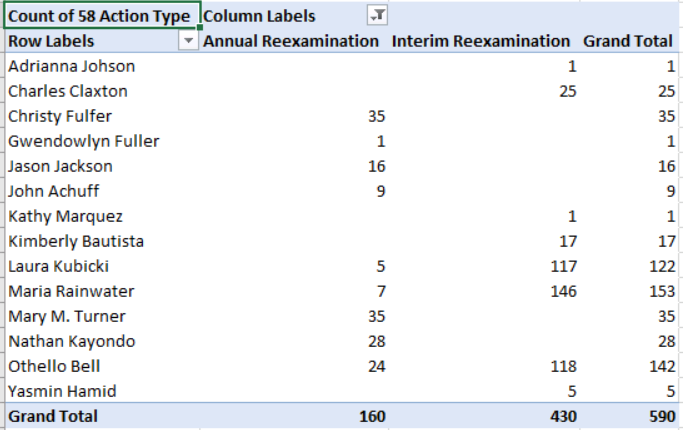 Count of 58 Action Type Column Labels
Row Labels Annual Reexamination Interim Reexamination Grand Total
Adrianna Johson 1 1
Charles Claxton 25 25
Christy Fulfer 35 35
Gwendowlyn Fuller 1 1
Jason Jackson 16 16
John Achuff 9 9
Kathy Marquez 1 1
Kimberly Bautista 17 17
Laura Kubicki 5 117 122
Maria Rainwater 7 146 153
Mary M. Turner 35 35
Nathan Kayondo 28 28
Othello Bell 24 118 142
Yasmin Hamid 5 5
Grand Total 160 430 590